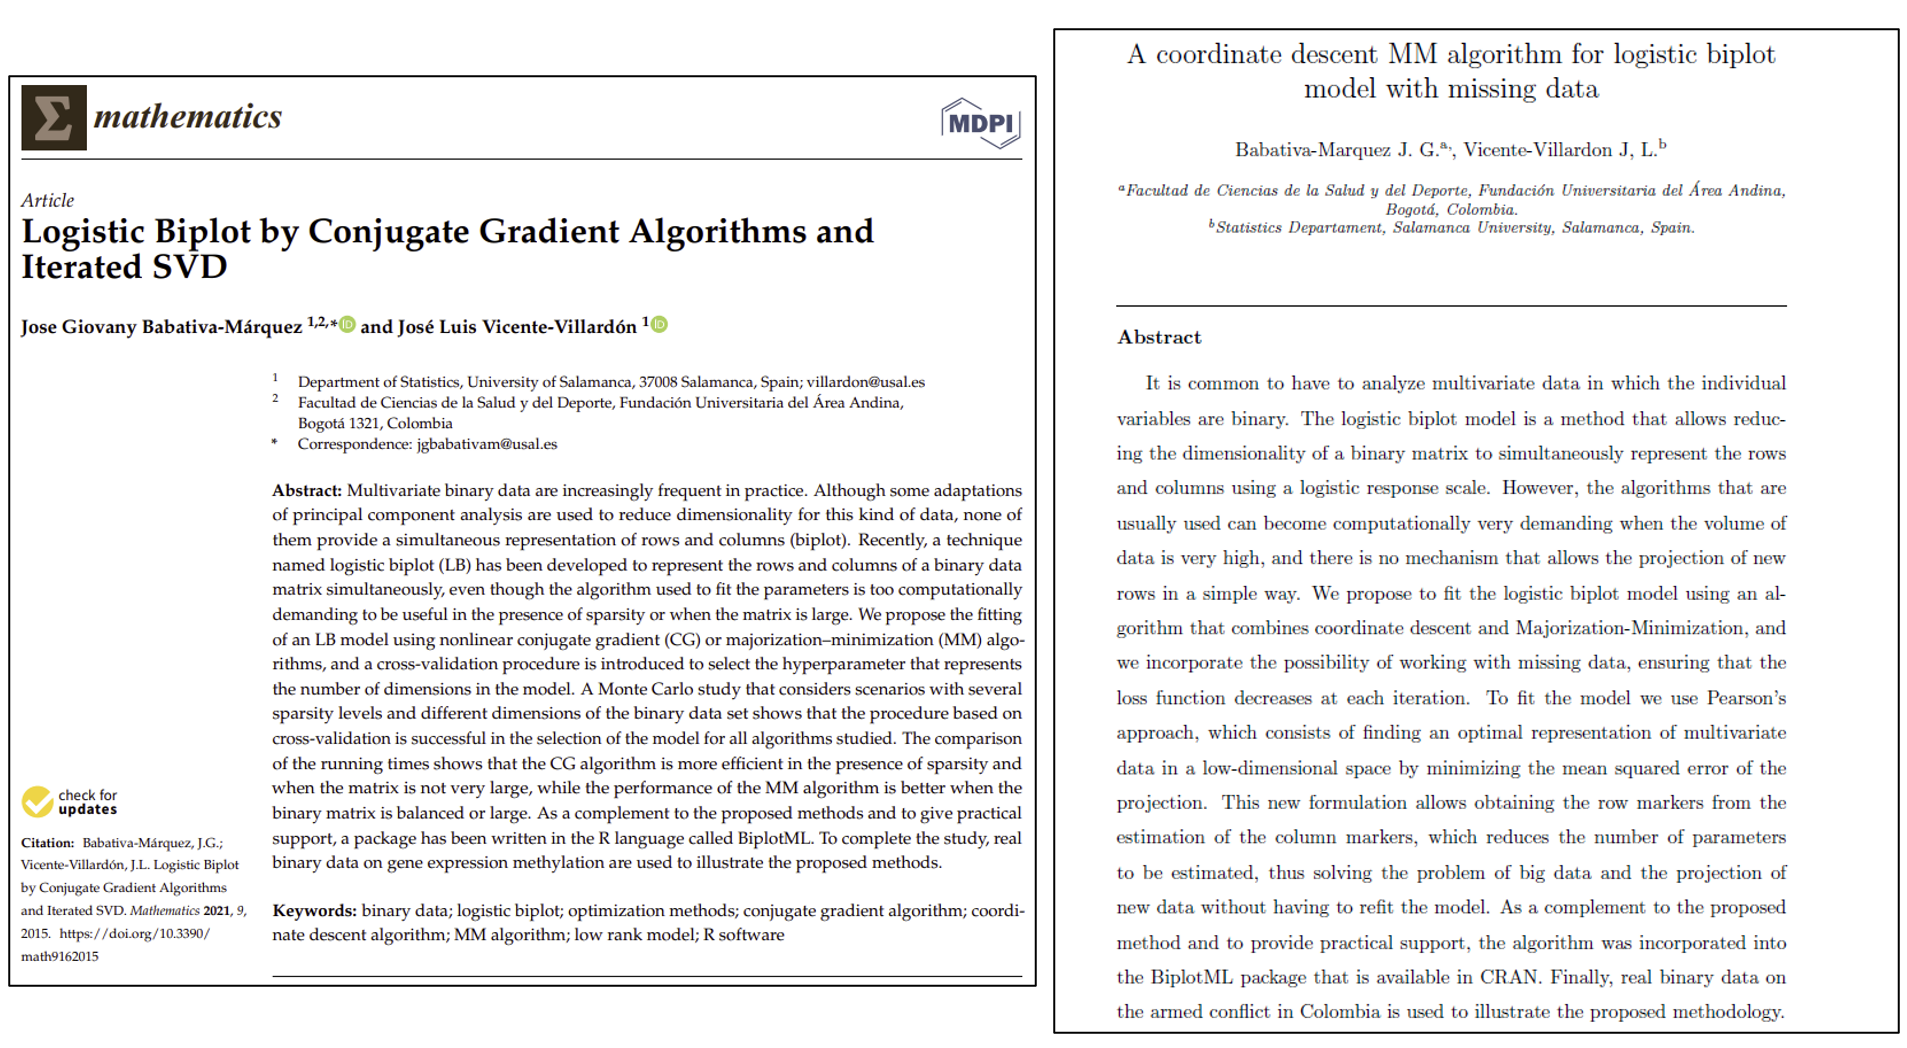 mathematics
MDPI
Article
Logistic Biplot by Conjugate Gradient Algorithms and
Iterated SVD
Jose Giovany Babativa-Márquez 1,2,* iD and José Luis Vicente-Villardón 1 iD
1 Department of Statistics, University of Salamanca, 37008 Salamanca, Spain; villardon@usal.es
2 Facultad de Ciencias de la Salud y del Deporte, Fundación Universitaria del Área Andina,
Bogotá 1321, Colombia
* Correspondence: jgbabativam@usal.es
Abstract: Multivariate binary data are increasingly frequent in practice. Although some adaptations
of principal component analysis are used to reduce dimensionality for this kind of data, none of
them provide a simultaneous representation of rows and columns (biplot). Recently, a technique
named logistic biplot (LB) has been developed to represent the rows and columns of a binary data
matrix simultaneously, even though the algorithm used to fit the parameters is too computationally
demanding to be useful in the presence of sparsity or when the matrix is large. We propose the fitting
of an LB model using nonlinear conjugate gradient (CG) or majorization–minimization (MM) algo-
rithms, and a cross-validation procedure is introduced to select the hyperparameter that represents
the number of dimensions in the model. A Monte Carlo study that considers scenarios with several
sparsity levels and different dimensions of the binary data set shows that the procedure based on
cross-validation is successful in the selection of the model for all algorithms studied. The comparison
of the running times shows that the CG algorithm is more efficient in the presence of sparsity and
when the matrix is not very large, while the performance of the MM algorithm is better when the
binary matrix is balanced or large. As a complement to the proposed methods and to give practical
support, a package has been written in the R language called BiplotML. To complete the study, real
binary data on gene expression methylation are used to illustrate the proposed methods.
Keywords: binary data; logistic biplot; optimization methods; conjugate gradient algorithm; coordi-
nate descent algorithm; MM algorithm; low rank model; R software
check for
updates
Citation: Babativa-Márquez, J.G.;
Vicente-Villardón, J.L. Logistic Biplot
by Conjugate Gradient Algorithms
and Iterated SVD. Mathematics 2021, 9,
2015. https://doi.org/10.3390/
math9162015
A coordinate descent MM algorithm for logistic biplot
model with missing data
Babativa-Marquez J. G.a,, Vicente-Villardon J, L.b
aFacultad de Ciencias de la Salud y del Deporte, Fundación Universitaria del Área Andina,
Bogotá, Colombia.
bStatistics Departament, Salamanca University, Salamanca, Spain.
Abstract
It is common to have to analyze multivariate data in which the individual
variables are binary. The logistic biplot model is a method that allows reduc-
ing the dimensionality of a binary matrix to simultaneously represent the rows
and columns using a logistic response scale. However, the algorithms that are
usually used can become computationally very demanding when the volume of
data is very high, and there is no mechanism that allows the projection of new
rows in a simple way. We propose to fit the logistic biplot model using an al-
gorithm that combines coordinate descent and Majorization-Minimization, and
we incorporate the possibility of working with missing data, ensuring that the
loss function decreases at each iteration. To fit the model we use Pearson's
approach, which consists of finding an optimal representation of multivariate
data in a low-dimensional space by minimizing the mean squared error of the
projection. This new formulation allows obtaining the row markers from the
estimation of the column markers, which reduces the number of parameters
to be estimated, thus solving the problem of big data and the projection of
new data without having to refit the model. As a complement to the proposed
method and to provide practical support, the algorithm was incorporated into
the BiplotML package that is available in CRAN. Finally, real binary data on
the armed conflict in Colombia is used to illustrate the proposed methodology.